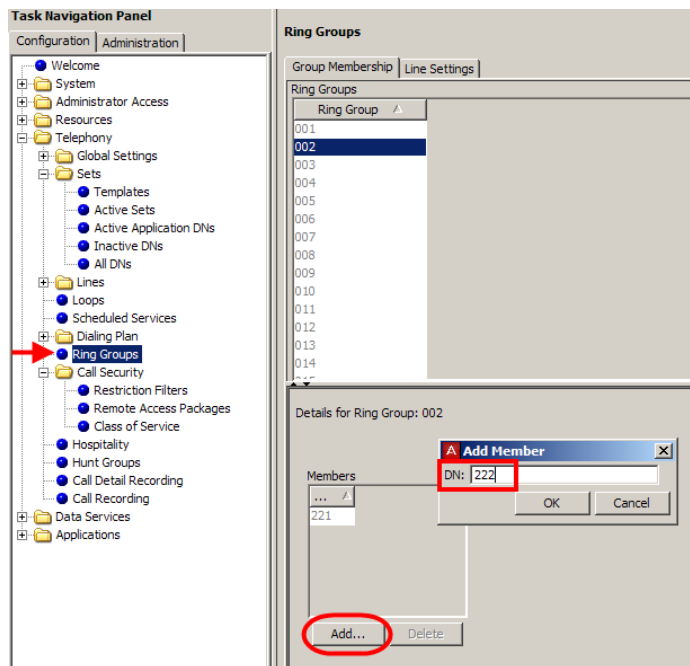 Task Navigation Panel
Configuration Administration
Welcome
System
Administrator Access
Resources
Telephony
Global Settings
Sets
Templates
Active Sets
Active Application DNs
Inactive DNs
All DNs
Lines
Loops
Scheduled Services
Dialing Plan
Ring Groups
Call Security
Restriction Filters
Remote Access Packages
Class of Service
Hospitality
Hunt Groups
Call Detail Recording
Call Recording
Data Services
Applications
Ring Groups
Group Membership Line Settings
Ring Groups
Ring Group
001
002
003
004
005
006
007
008
009
010
011
012
013
014
Details for Ring Group: 002
Members
...
221
Add... Delete
Add Member
DN: 222
OK Cancel